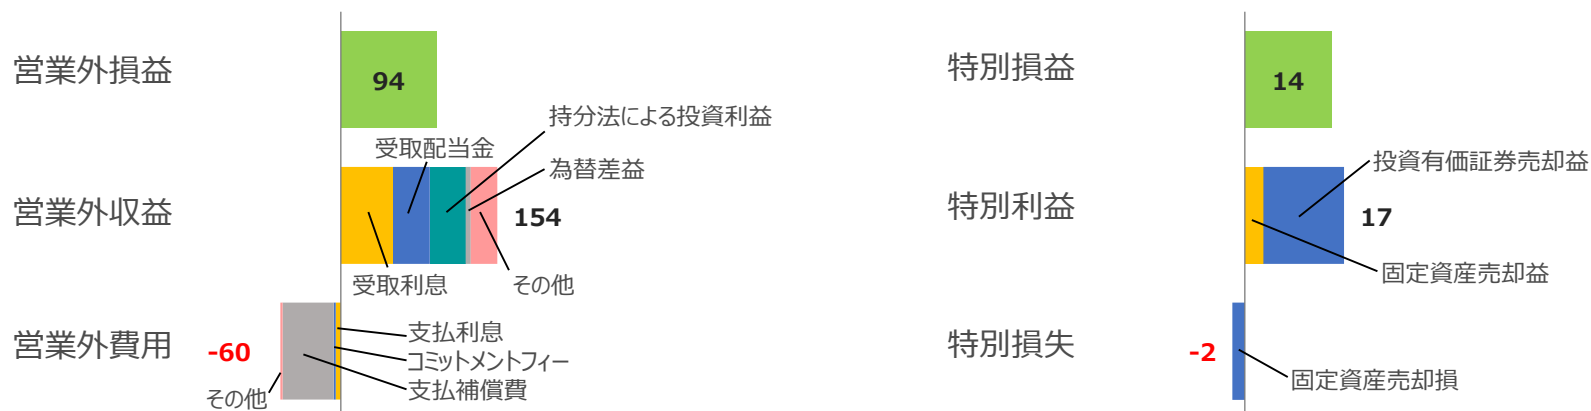 営業外損益
94
持分法による投資利益
受取配当金
為替差益
営業外収益
154
受取利息
その他
営業外費用
-60
支払利息
コミットメントフィー
支払補償費
その他
特別損益
14
投資有価証券売却益
特別利益
17
固定資産売却益
特別損失
-2
固定資産売却損